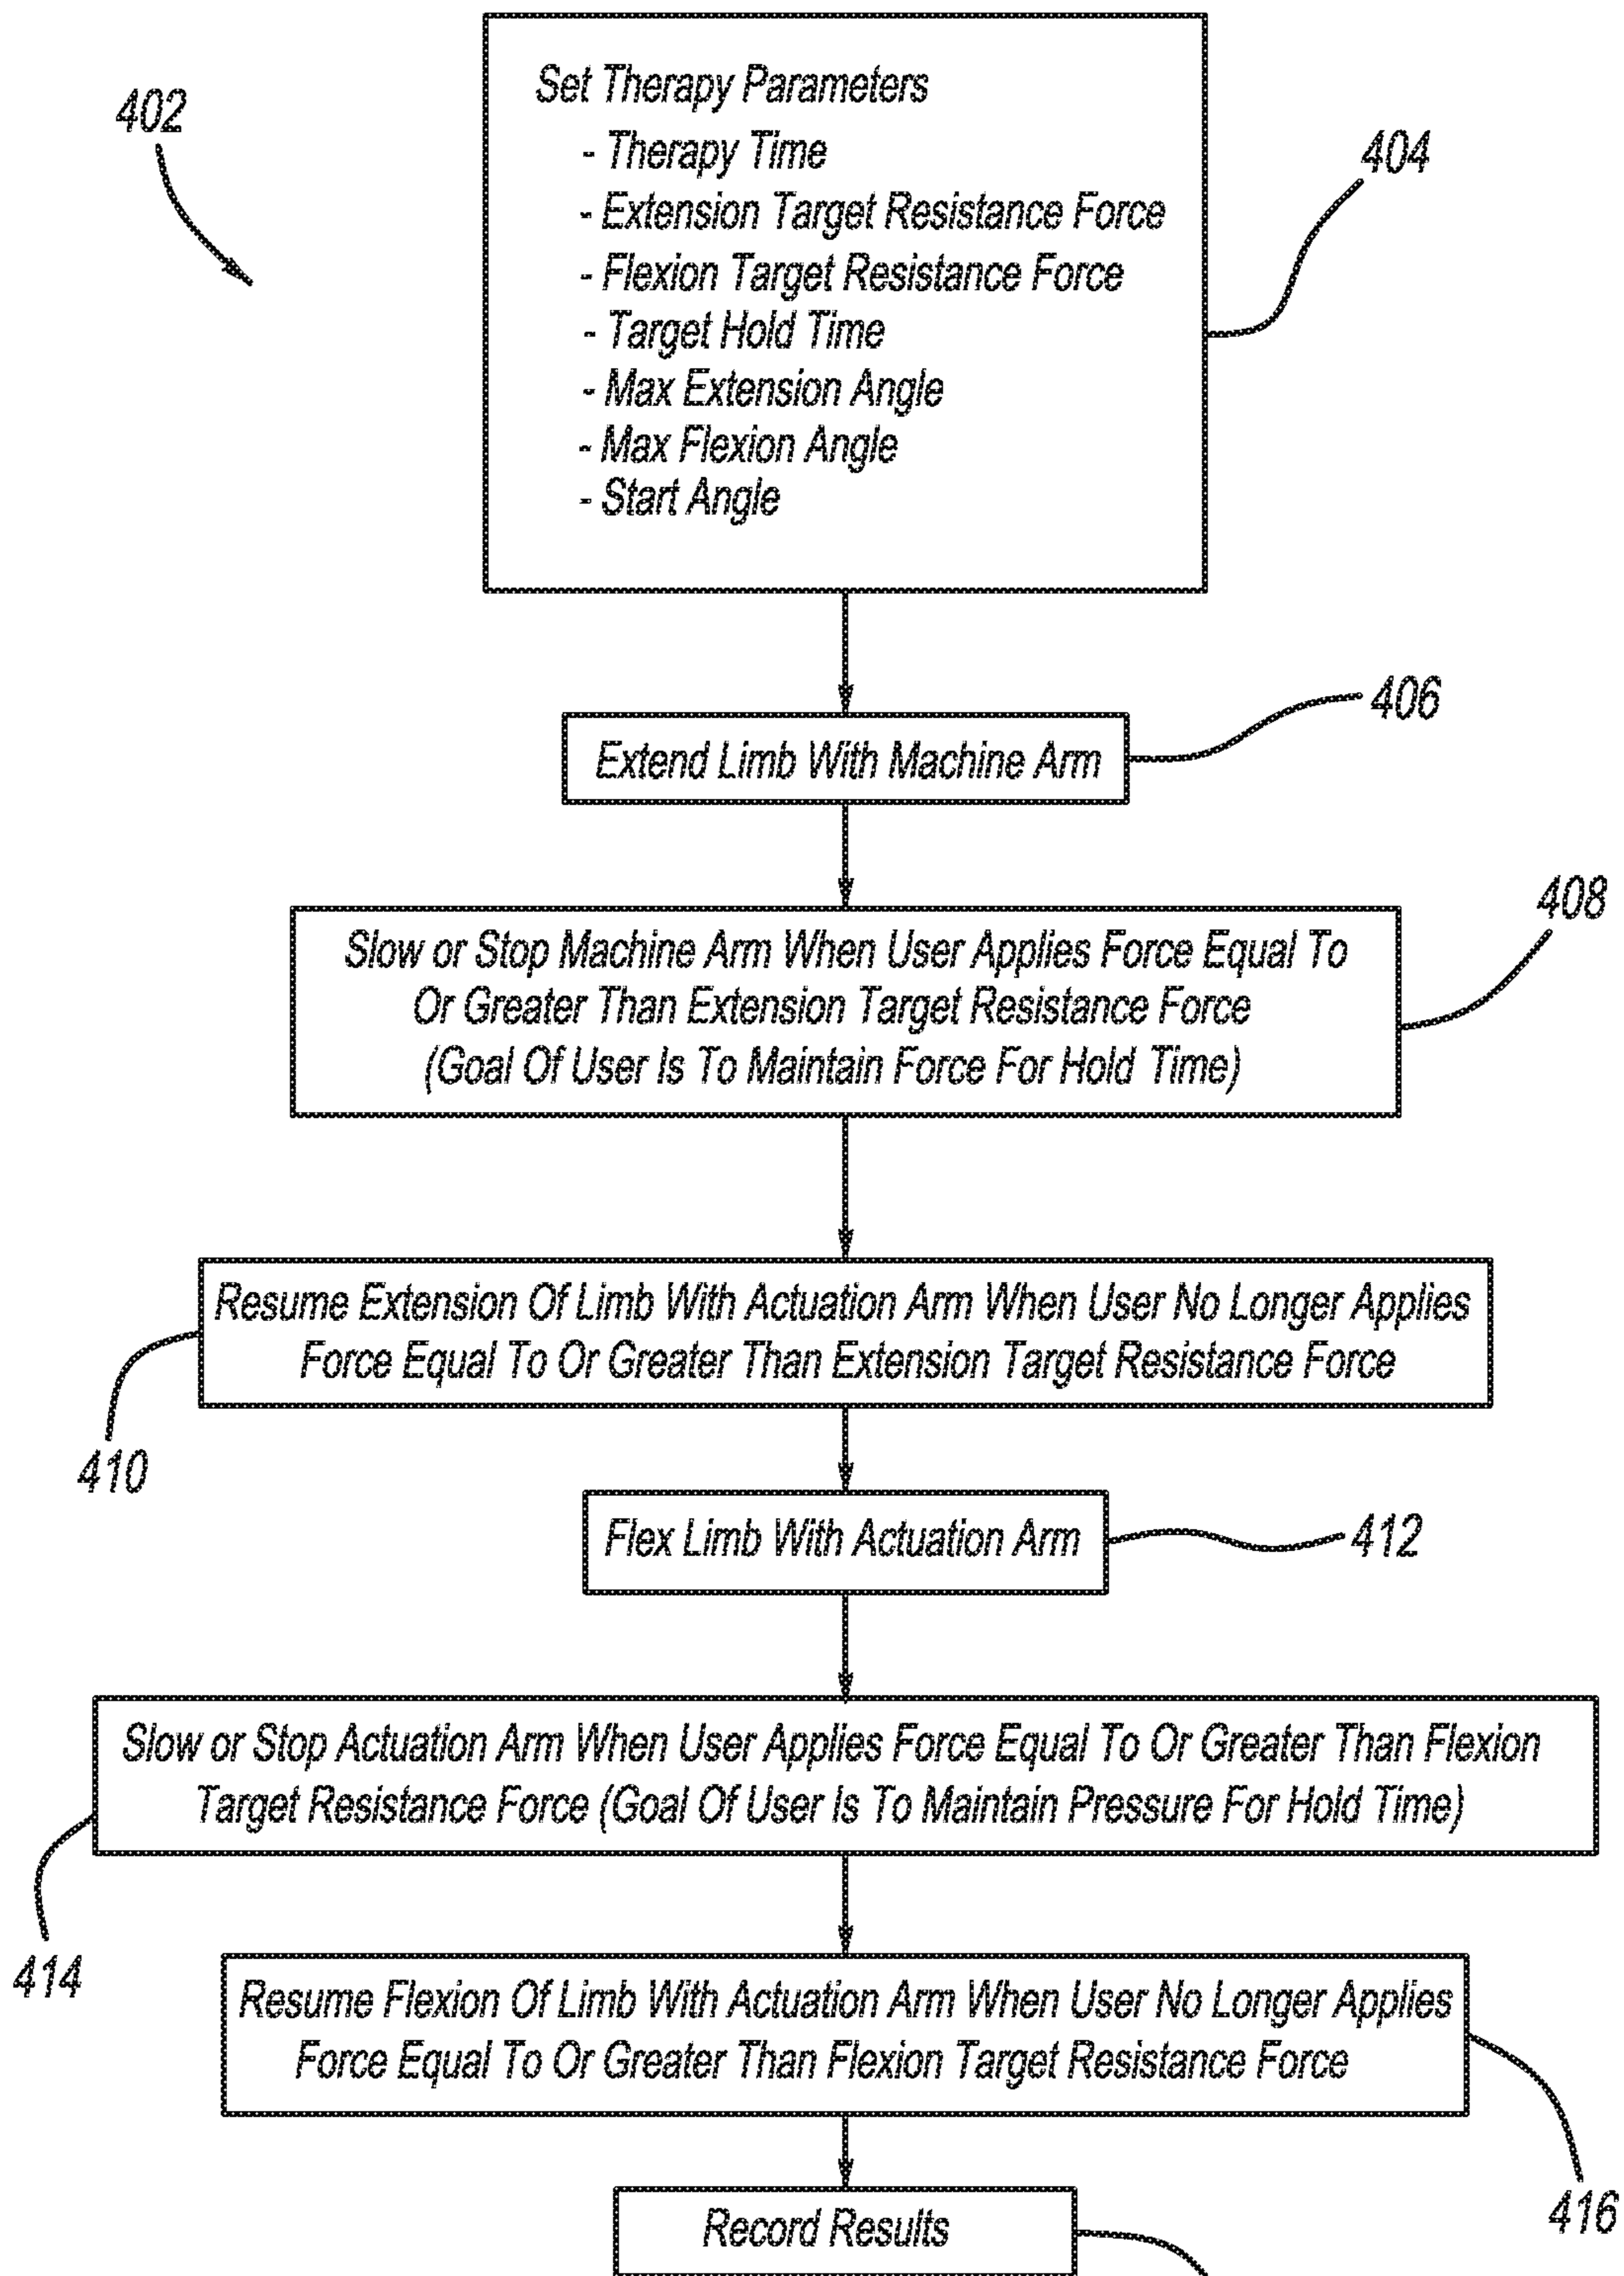 402
Set Therapy Parameters
- Therapy Time
- Extension Target Resistance Force
- Flexion Target Resistance Force
- Target Hold Time
- Max Extension Angle
- Max Flexion Angle
- Start Angle
404
Extend Limb With Machine Arm
406
Slow or Stop Machine Arm When User Applies Force Equal To
Or Greater Than Extension Target Resistance Force
(Goal Of User Is To Maintain Force For Hold Time)
408
Resume Extension Of Limb With Actuation Arm When User No Longer Applies
Force Equal To Or Greater Than Extension Target Resistance Force
410
Flex Limb With Actuation Arm
412
Slow or Stop Actuation Arm When User Applies Force Equal To Or Greater Than Flexion
Target Resistance Force (Goal Of User Is To Maintain Pressure For Hold Time)
414
Resume Flexion Of Limb With Actuation Arm When User No Longer Applies
Force Equal To Or Greater Than Flexion Target Resistance Force
416
Record Results